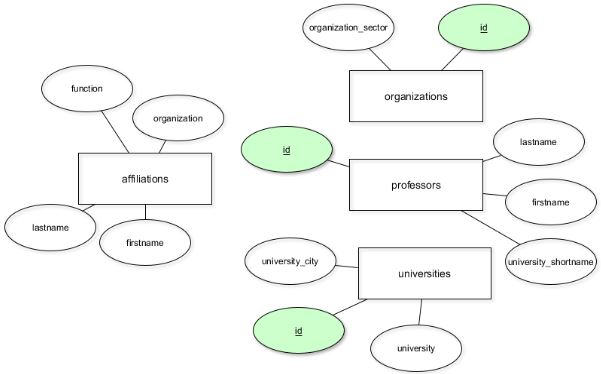 organization_sector
id
organizations
function
organization
affiliations
lastname
firstname
id
lastname
professors
firstname
university_shortname
university_city
universities
id
university